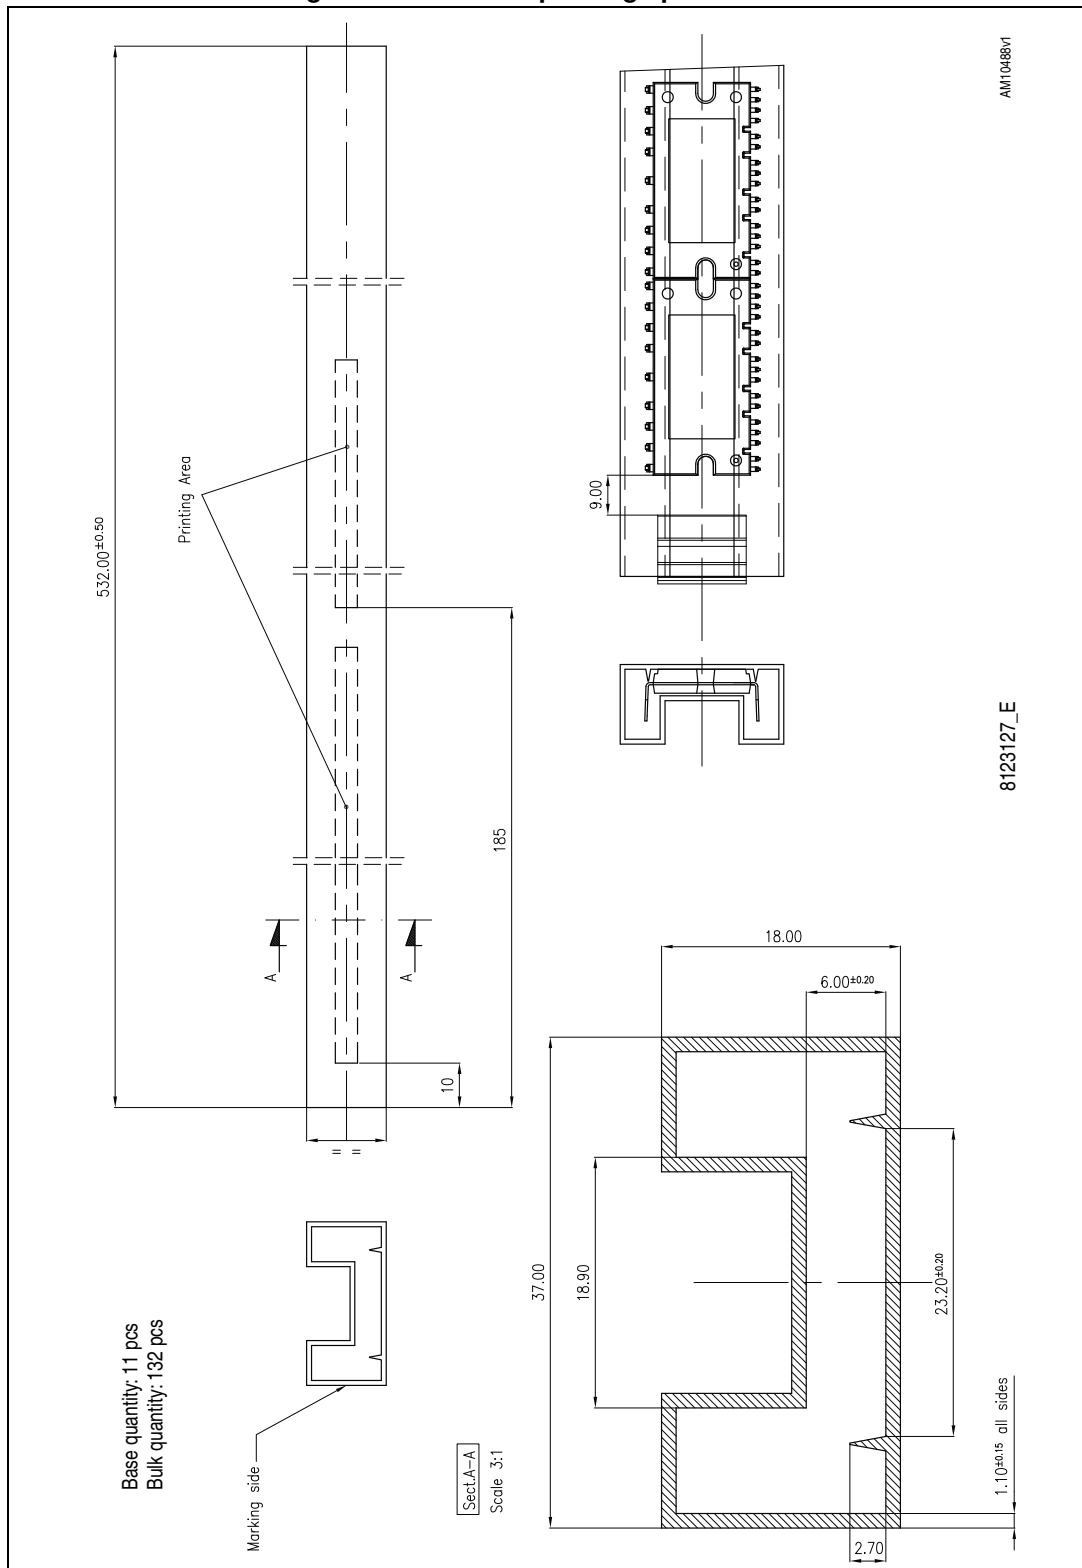 AM10488v1
532.00±0.50
Printing Area
9.00
185
8123127_E
A
A
10
= =
18.00
6.00±0.20
37.00
18.90
23.20±0.20
Base quantity: 11 pcs
Bulk quantity: 132 pcs
Marking side
Sect.A-A
Scale 3:1
1.10±0.15 all sides
2.70